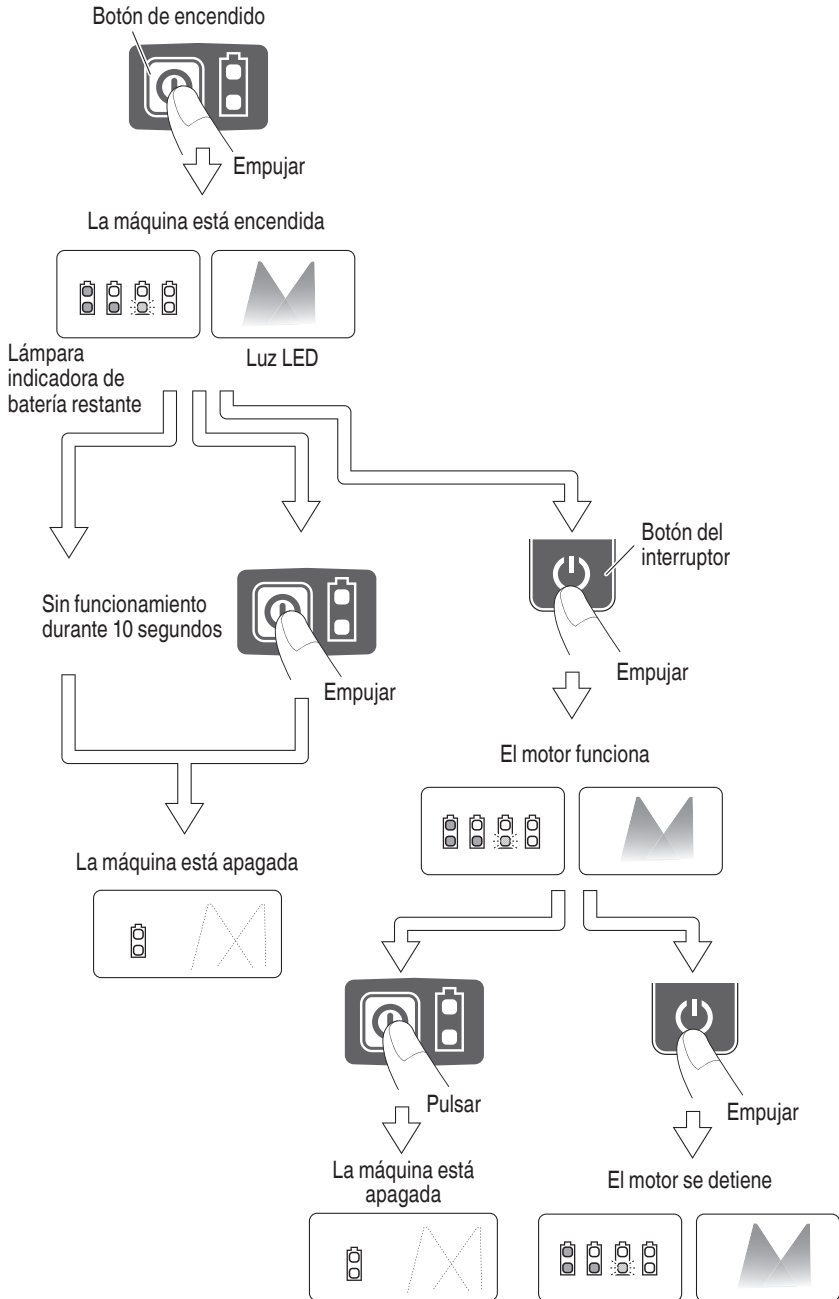 Botón de encendido
Empujar
La máquina está encendida
Lámpara
indicadora de
batería restante
Luz LED
Botón del
interruptor
Sin funcionamiento
durante 10 segundos
Empujar
Empujar
El motor funciona
La máquina está apagada
Pulsar
Empujar
La máquina está
apagada
El motor se detiene